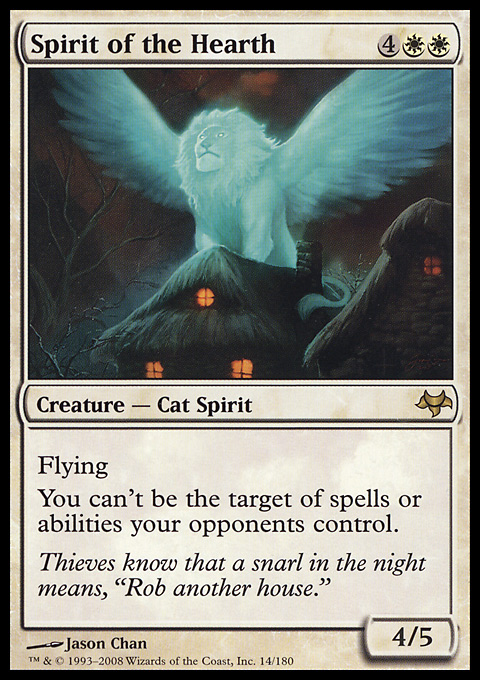 Spirit of the Hearth 4
Creature — Cat Spirit
Flying
You can't be the target of spells or
abilities your opponents control.
Thieves know that a snarl in the night
means, “Rob another house.”
Jason Chan
4/5
™ & © 1993–2008 Wizards of the Coast, Inc. 14/180